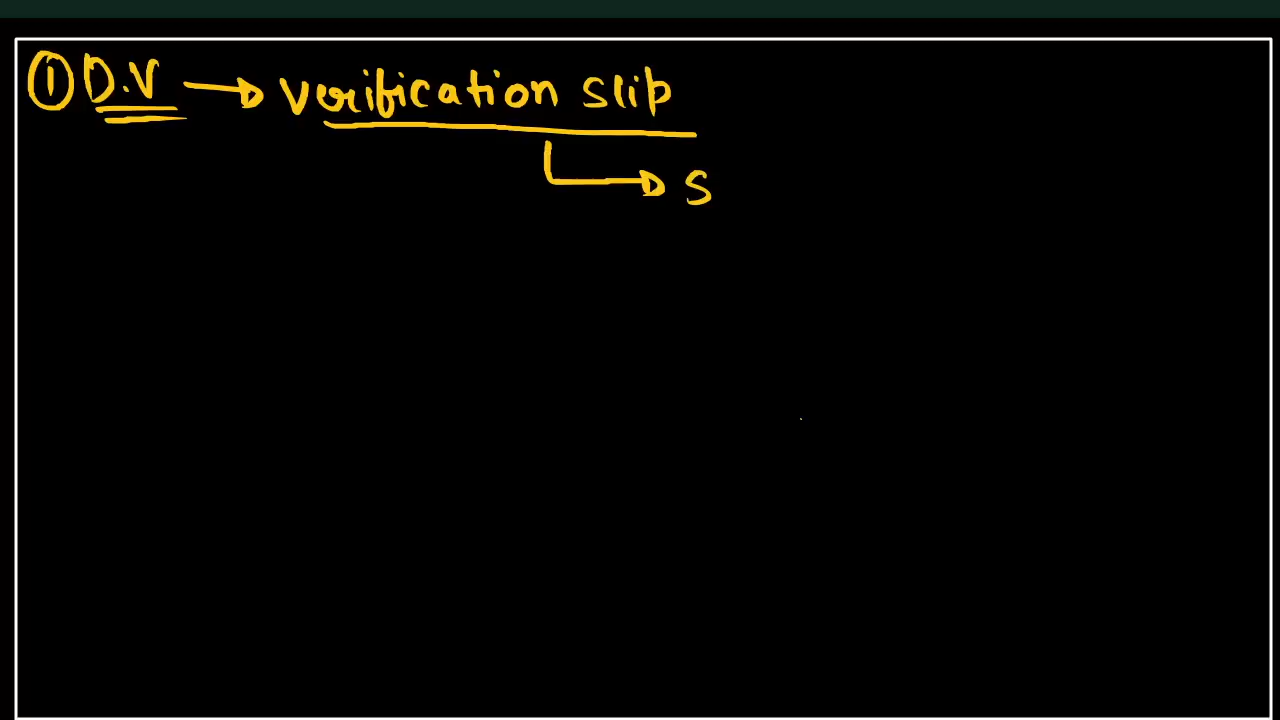 ① D.V → Verification slip
→ S